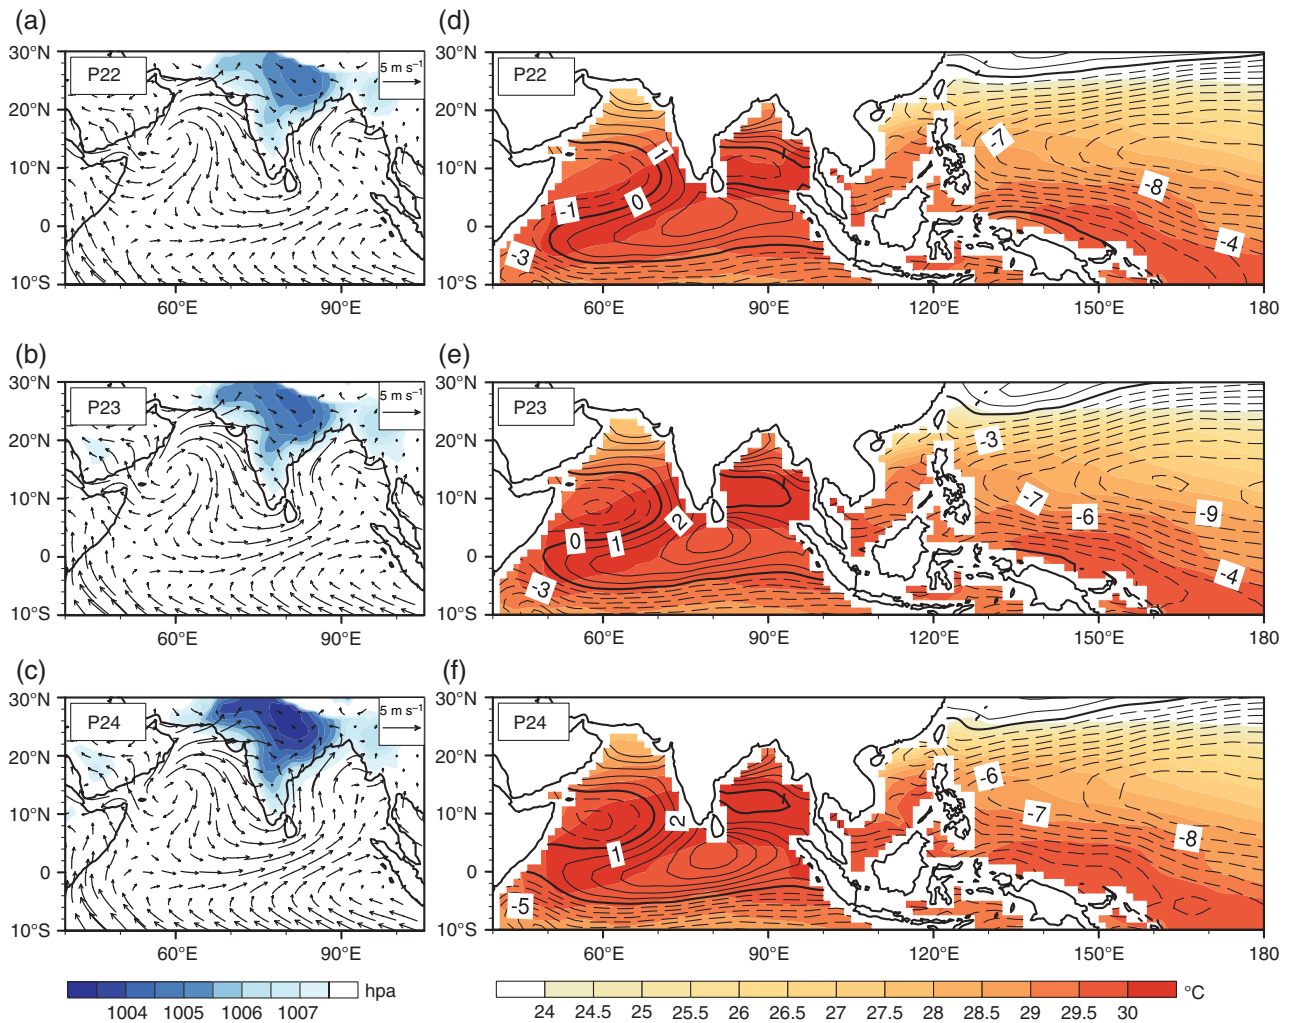 (a)
(d)
30°N
20°N
10°N
0
10°S
P22
5 m s⁻¹
60°E
90°E
30°N
20°N
10°N
0
10°S
P22
-1
-1
0
-3
-7
-8
-4
60°E
90°E
120°E
150°E
180
(b)
(e)
30°N
20°N
10°N
0
10°S
P23
5 m s⁻¹
60°E
90°E
30°N
20°N
10°N
0
10°S
P23
-3
-7
-6
-9
2
0
1
-3
-4
60°E
90°E
120°E
150°E
180
(c)
(f)
30°N
20°N
10°N
0
10°S
P24
5 m s⁻¹
60°E
90°E
30°N
20°N
10°N
0
10°S
P24
-6
-7
2
-8
1
-5
60°E
90°E
120°E
150°E
180
1004 1005 1006 1007 hpa
24 24.5 25 25.5 26 26.5 27 27.5 28 28.5 29 29.5 30 °C